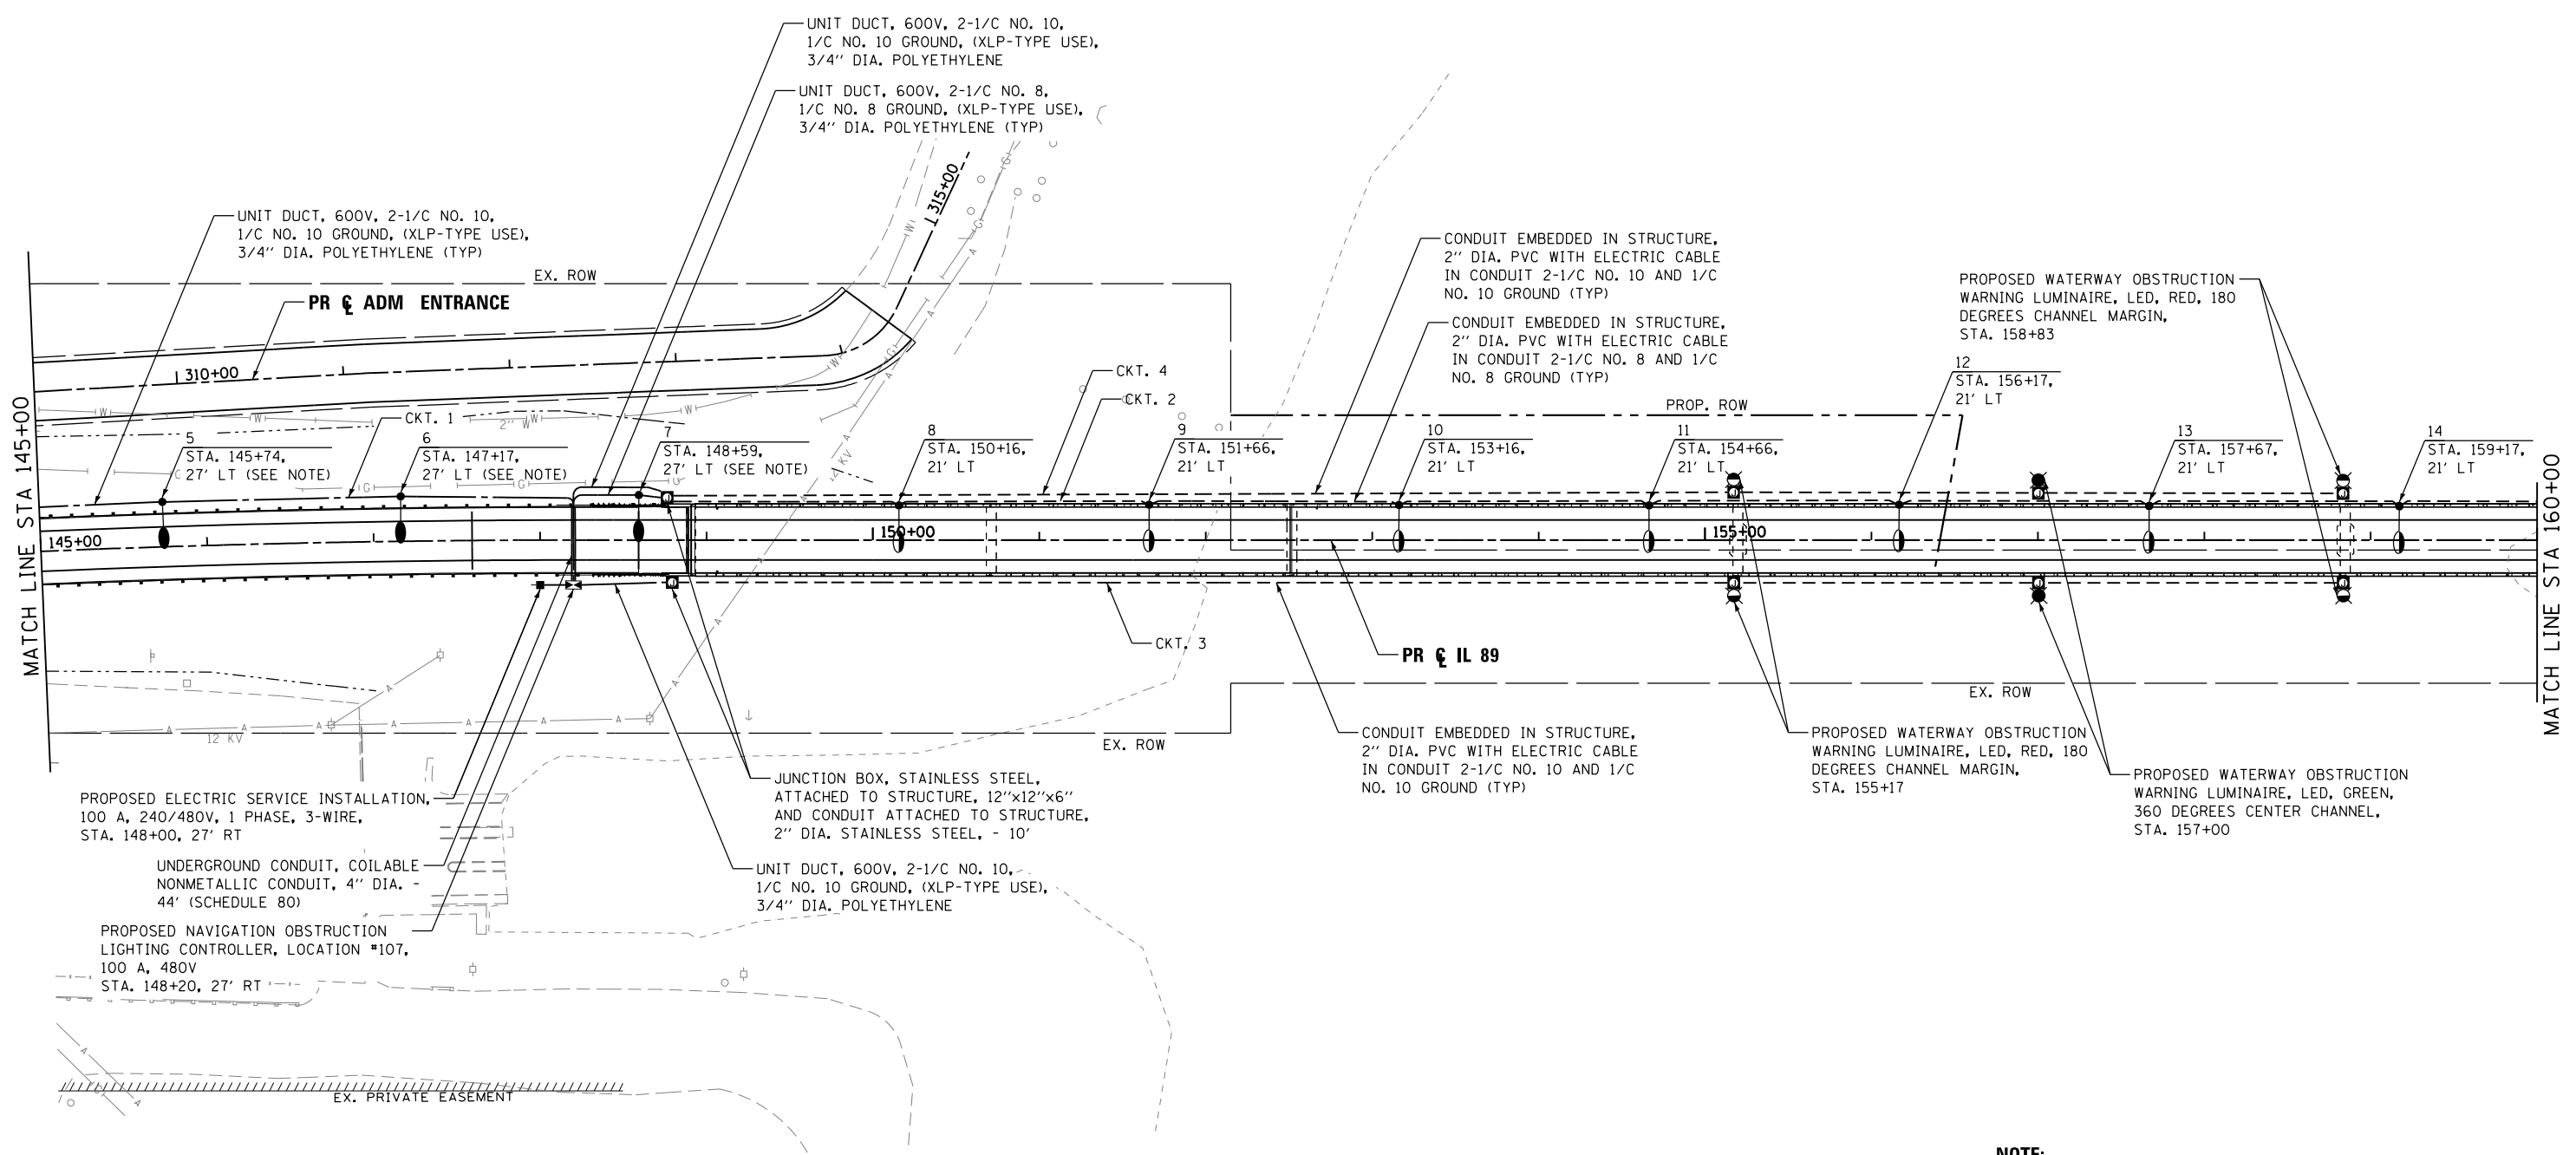 UNIT DUCT, 600V, 2-1/C NO. 10,
1/C NO. 10 GROUND, (XLP-TYPE USE),
3/4" DIA. POLYETHYLENE
UNIT DUCT, 600V, 2-1/C NO. 8,
1/C NO. 8 GROUND, (XLP-TYPE USE),
3/4" DIA. POLYETHYLENE (TYP)
UNIT DUCT, 600V, 2-1/C NO. 10,
1/C NO. 10 GROUND, (XLP-TYPE USE),
3/4" DIA. POLYETHYLENE (TYP)
315+00
EX. ROW
PR ℄ ADM ENTRANCE
310+00
CONDUIT EMBEDDED IN STRUCTURE,
2" DIA. PVC WITH ELECTRIC CABLE
IN CONDUIT 2-1/C NO. 10 AND 1/C
NO. 10 GROUND (TYP)
CONDUIT EMBEDDED IN STRUCTURE,
2" DIA. PVC WITH ELECTRIC CABLE
IN CONDUIT 2-1/C NO. 8 AND 1/C
NO. 8 GROUND (TYP)
PROPOSED WATERWAY OBSTRUCTION
WARNING LUMINAIRE, LED, RED, 180
DEGREES CHANNEL MARGIN,
STA. 158+83
CKT. 4
CKT. 2
CKT. 1
2" W
PROP. ROW
12
STA. 156+17,
21' LT
5
STA. 145+74,
27' LT (SEE NOTE)
6
STA. 147+17,
27' LT (SEE NOTE)
7
STA. 148+59,
27' LT (SEE NOTE)
12 KV
8
STA. 150+16,
21' LT
9
STA. 151+66,
21' LT
10
STA. 153+16,
21' LT
11
STA. 154+66,
21' LT
13
STA. 157+67,
21' LT
14
STA. 159+17,
21' LT
MATCH LINE STA 145+00
MATCH LINE STA 160+00
145+00
150+00
155+00
CKT. 3
PR ℄ IL 89
EX. ROW
12 KV
EX. ROW
CONDUIT EMBEDDED IN STRUCTURE,
2" DIA. PVC WITH ELECTRIC CABLE
IN CONDUIT 2-1/C NO. 10 AND 1/C
NO. 10 GROUND (TYP)
PROPOSED WATERWAY OBSTRUCTION
WARNING LUMINAIRE, LED, RED, 180
DEGREES CHANNEL MARGIN,
STA. 155+17
PROPOSED WATERWAY OBSTRUCTION
WARNING LUMINAIRE, LED, GREEN,
360 DEGREES CENTER CHANNEL,
STA. 157+00
JUNCTION BOX, STAINLESS STEEL,
ATTACHED TO STRUCTURE, 12"x12"x6"
AND CONDUIT ATTACHED TO STRUCTURE,
2" DIA. STAINLESS STEEL, - 10'
PROPOSED ELECTRIC SERVICE INSTALLATION,
100 A, 240/480V, 1 PHASE, 3-WIRE,
STA. 148+00, 27' RT
UNDERGROUND CONDUIT, COILABLE
NONMETALLIC CONDUIT, 4" DIA. -
44' (SCHEDULE 80)
UNIT DUCT, 600V, 2-1/C NO. 10,
1/C NO. 10 GROUND, (XLP-TYPE USE),
3/4" DIA. POLYETHYLENE
PROPOSED NAVIGATION OBSTRUCTION
LIGHTING CONTROLLER, LOCATION #107,
100 A, 480V
STA. 148+20, 27' RT
EX. PRIVATE EASEMENT
NOTE: